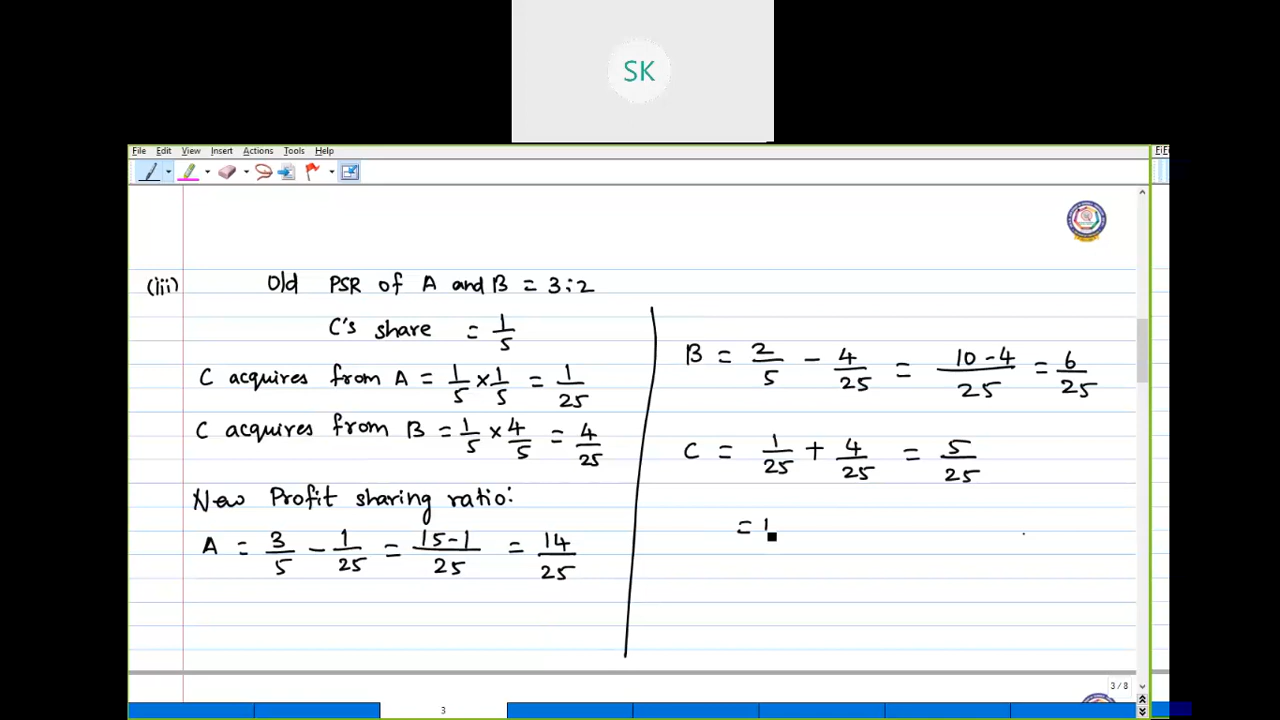 SK
File Edit View Insert Actions Tools Help
(iii) Old PSR of A and B = 3:2
C's share = 1/5
C acquires from A = 1/5 × 1/5 = 1/25
C acquires from B = 1/5 × 4/5 = 4/25
New Profit sharing ratio:
A = 3/5 - 1/25 = 15-1/25 = 14/25
B = 2/5 - 4/25 = 10-4/25 = 6/25
C = 1/25 + 4/25 = 5/25
= 1
3 / 8
3